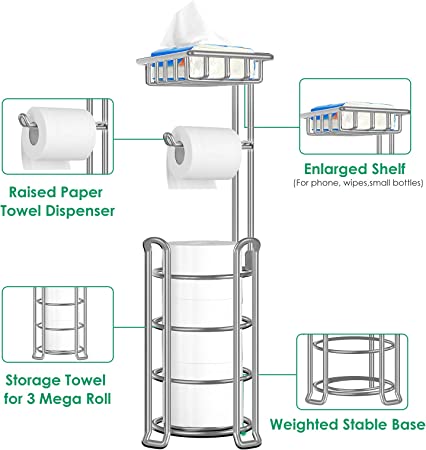 Raised Paper
Towel Dispenser
Enlarged Shelf
(For phone, wipes,small bottles)
Storage Towel
for 3 Mega Roll
Weighted Stable Base